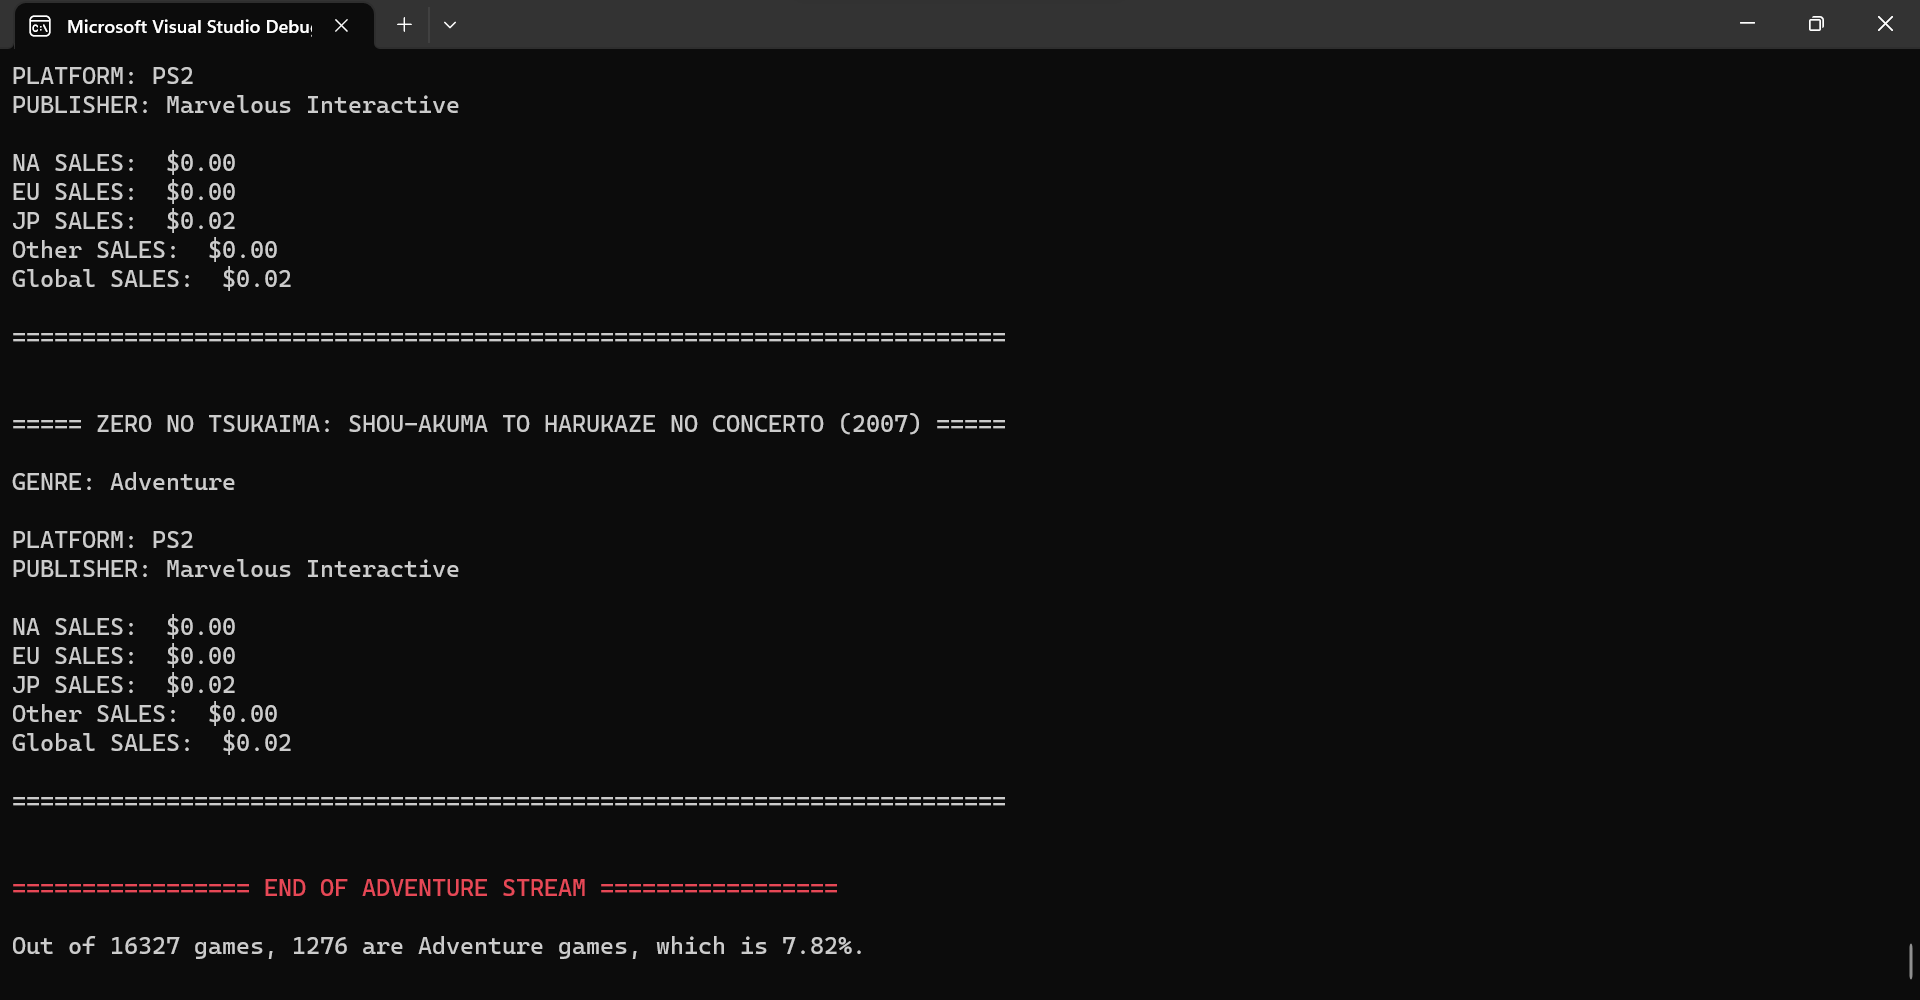 Microsoft Visual Studio Debu
PLATFORM: PS2
PUBLISHER: Marvelous Interactive
NA SALES:  $0.00
EU SALES:  $0.00
JP SALES:  $0.02
Other SALES:  $0.00
Global SALES:  $0.02
=======================================================================
===== ZERO NO TSUKAIMA: SHOU-AKUMA TO HARUKAZE NO CONCERTO (2007) =====
GENRE: Adventure
PLATFORM: PS2
PUBLISHER: Marvelous Interactive
NA SALES:  $0.00
EU SALES:  $0.00
JP SALES:  $0.02
Other SALES:  $0.00
Global SALES:  $0.02
=======================================================================
================= END OF ADVENTURE STREAM =================
Out of 16327 games, 1276 are Adventure games, which is 7.82%.